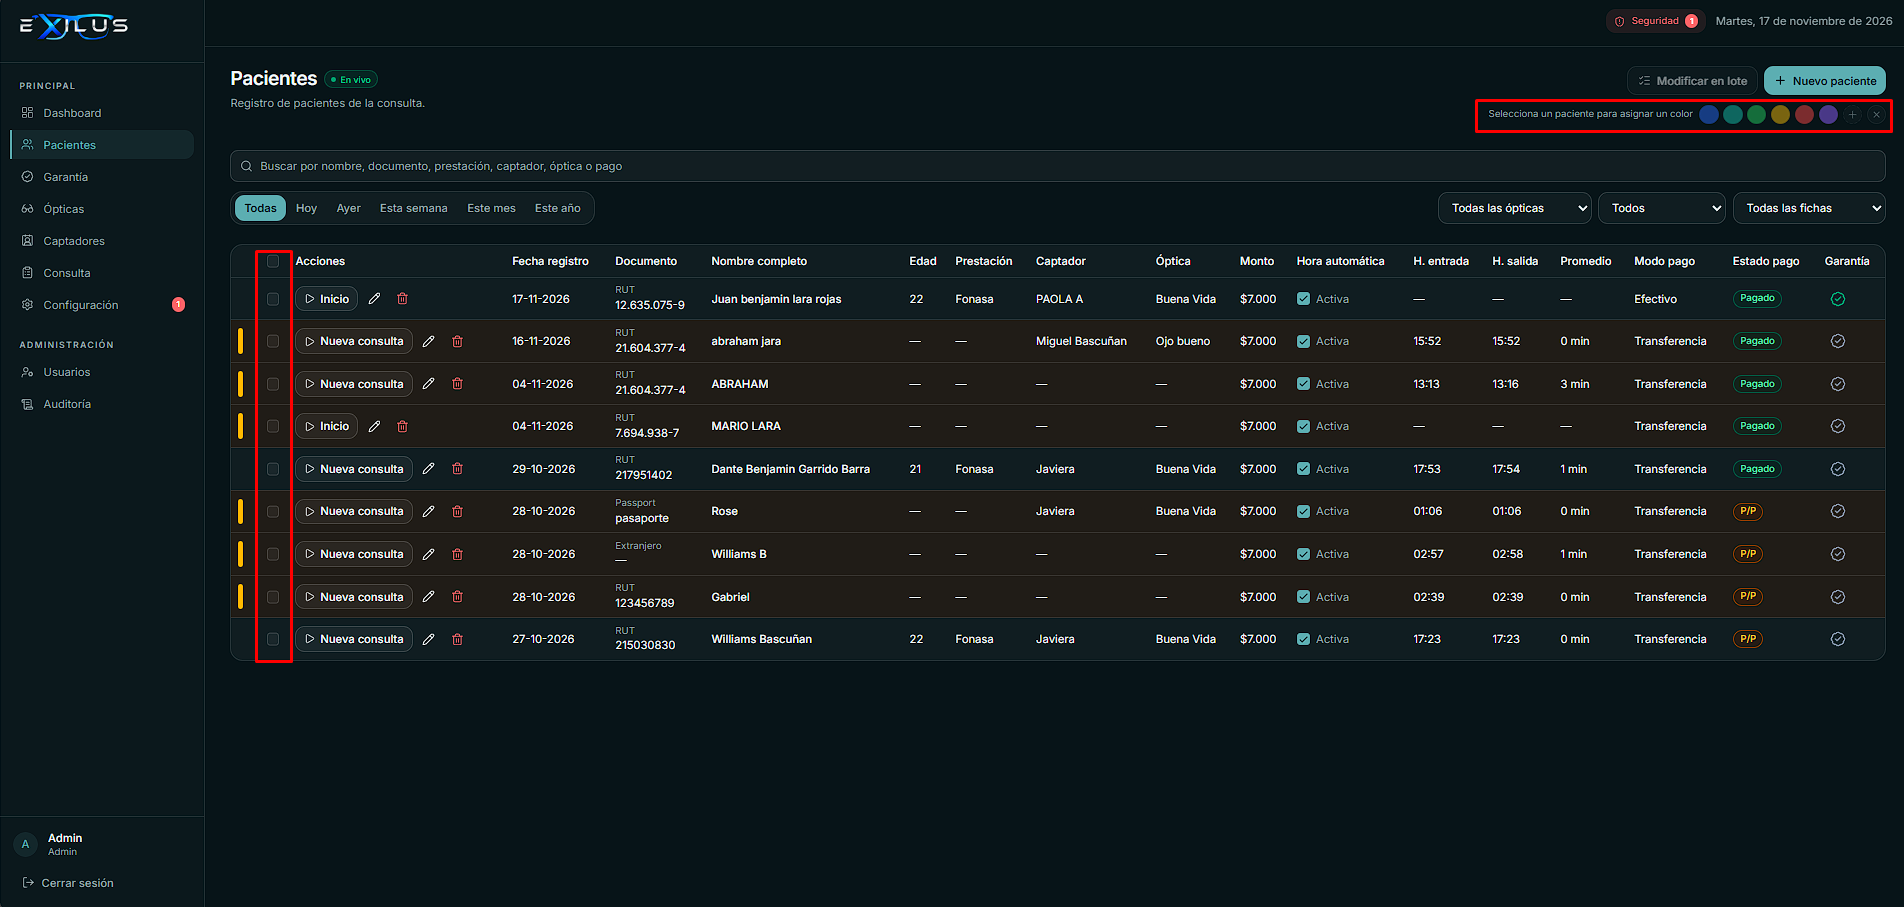 EXILUS
Seguridad 1 Martes, 17 de noviembre de 2026
PRINCIPAL
Dashboard
Pacientes
Garantía
Ópticas
Captadores
Consulta
Configuración 1
ADMINISTRACIÓN
Usuarios
Auditoría
A Admin
Admin
Cerrar sesión
Pacientes En vivo
Registro de pacientes de la consulta.
Modificar en lote + Nuevo paciente
Selecciona un paciente para asignar un color
Buscar por nombre, documento, prestación, captador, óptica o pago
Todas Hoy Ayer Esta semana Este mes Este año Todas las ópticas Todos Todas las fichas
Acciones Fecha registro Documento Nombre completo Edad Prestación Captador Óptica Monto Hora automática H. entrada H. salida Promedio Modo pago Estado pago Garantía
Inicio 17-11-2026 RUT 12.635.075-9 Juan benjamin lara rojas 22 Fonasa PAOLA A Buena Vida $7.000 Activa — — — Efectivo Pagado
Nueva consulta 16-11-2026 RUT 21.604.377-4 abraham jara — — Miguel Bascuñan Ojo bueno $7.000 Activa 15:52 15:52 0 min Transferencia Pagado
Nueva consulta 04-11-2026 RUT 21.604.377-4 ABRAHAM — — — — $7.000 Activa 13:13 13:16 3 min Transferencia Pagado
Inicio 04-11-2026 RUT 7.694.938-7 MARIO LARA — — — — $7.000 Activa — — — Transferencia Pagado
Nueva consulta 29-10-2026 RUT 217951402 Dante Benjamin Garrido Barra 21 Fonasa Javiera Buena Vida $7.000 Activa 17:53 17:54 1 min Transferencia Pagado
Nueva consulta 28-10-2026 Passport pasaporte Rose — — Javiera Buena Vida $7.000 Activa 01:06 01:06 0 min Transferencia P/P
Nueva consulta 28-10-2026 Extranjero — Williams B — — — — $7.000 Activa 02:57 02:58 1 min Transferencia P/P
Nueva consulta 28-10-2026 RUT 123456789 Gabriel — — — — $7.000 Activa 02:39 02:39 0 min Transferencia P/P
Nueva consulta 27-10-2026 RUT 215030830 Williams Bascuñan 22 Fonasa Javiera Buena Vida $7.000 Activa 17:23 17:23 0 min Transferencia P/P